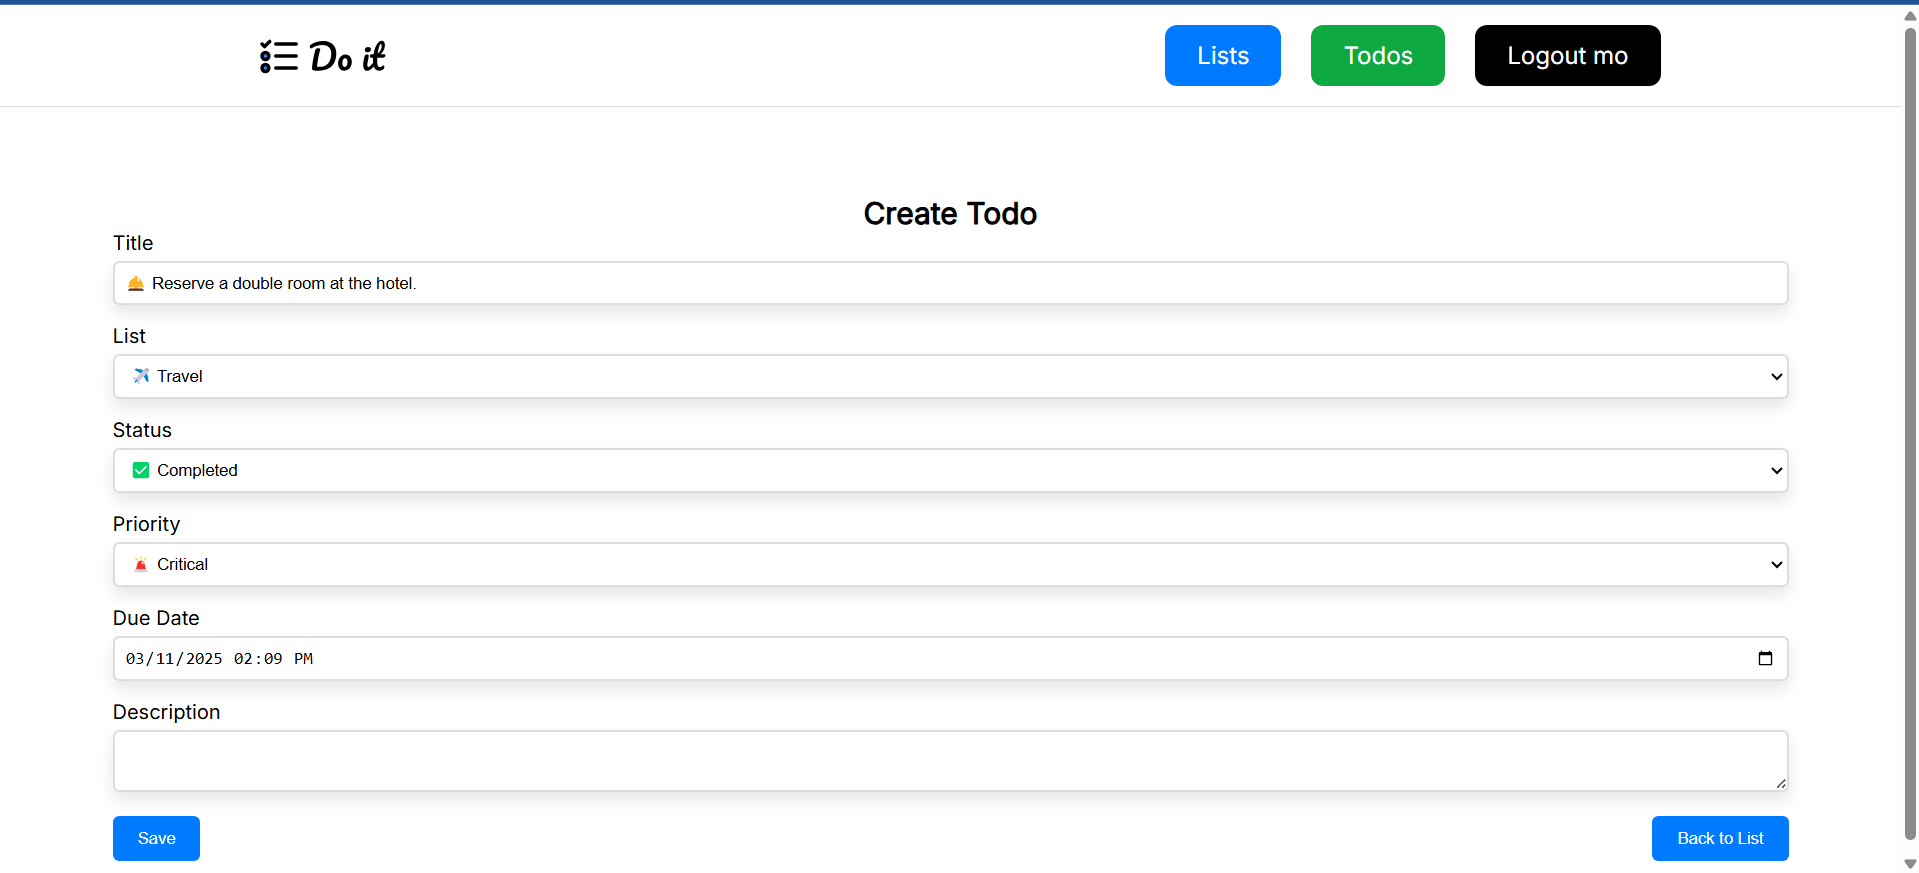 Do it
Lists
Todos
Logout mo
Create Todo
Title
🛎️ Reserve a double room at the hotel.
List
✈️ Travel
Status
✅ Completed
Priority
🚨 Critical
Due Date
03/11/2025 02:09 PM
Description
Save
Back to List